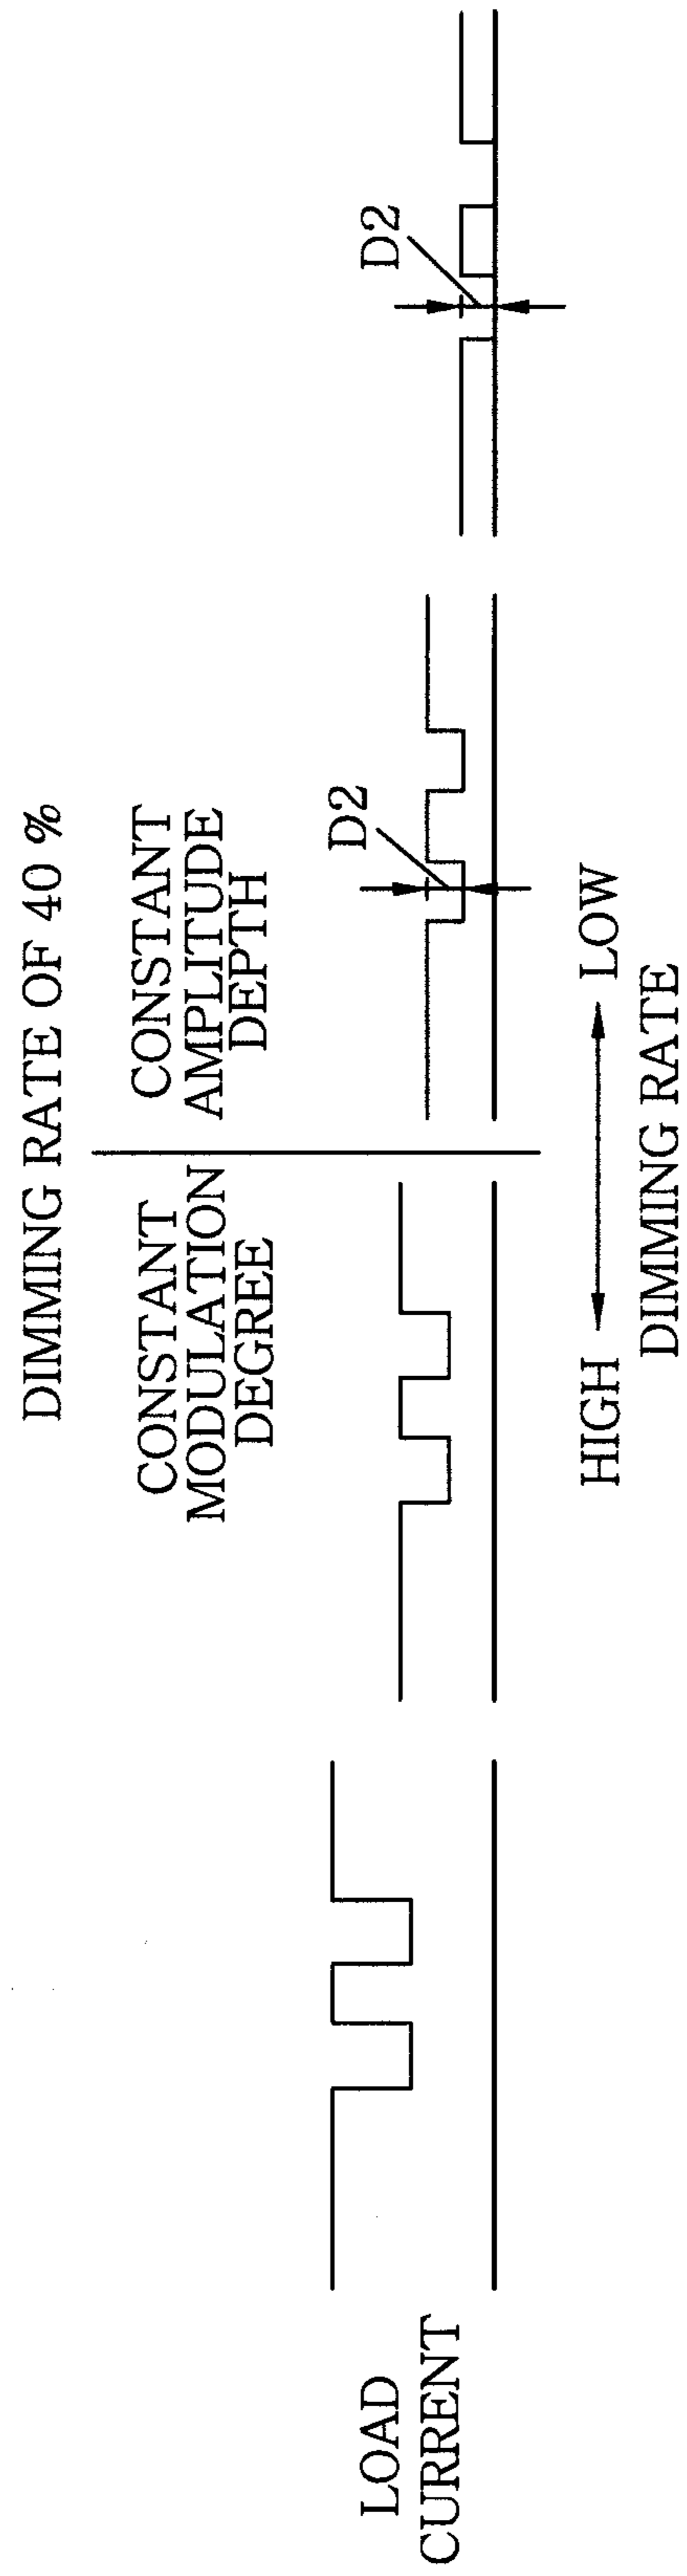 DIMMING RATE OF 40 %
CONSTANT
MODULATION
DEGREE
CONSTANT
AMPLITUDE
DEPTH
D2
D2
LOAD
CURRENT
HIGH
LOW
DIMMING RATE